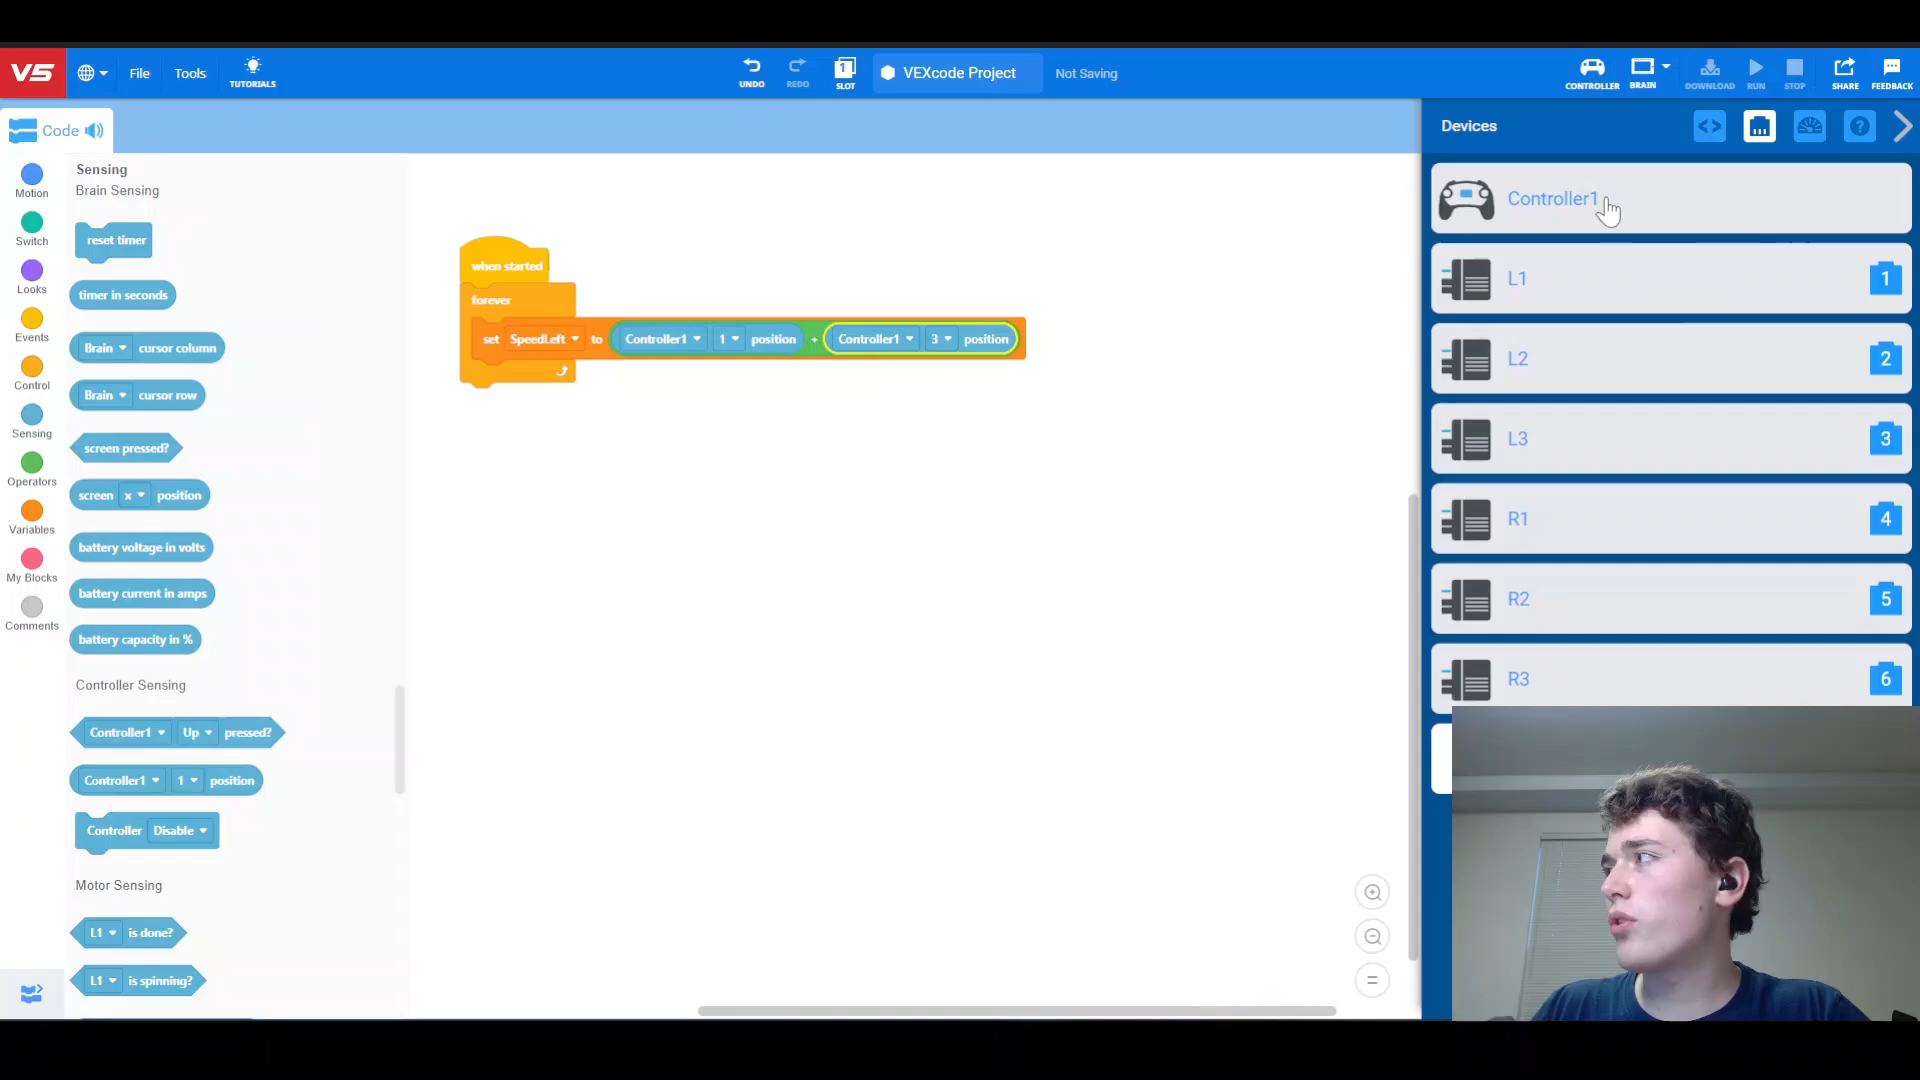 V5
File
Tools
TUTORIALS
UNDO
REDO
1
SLOT
VEXcode Project
Not Saving
CONTROLLER
BRAIN
DOWNLOAD
RUN
STOP
SHARE
FEEDBACK
Code
Devices
?
Motion
Switch
Looks
Events
Control
Sensing
Operators
Variables
My Blocks
Comments
Sensing
Brain Sensing
reset timer
timer in seconds
Brain cursor column
Brain cursor row
screen pressed?
screen x position
battery voltage in volts
battery current in amps
battery capacity in %
Controller Sensing
Controller1 Up pressed?
Controller1 1 position
Controller Disable
Motor Sensing
L1 is done?
L1 is spinning?
when started
forever
set SpeedLeft to Controller1 1 position + Controller1 3 position
Controller1
L1 1
L2 2
L3 3
R1 4
R2 5
R3 6